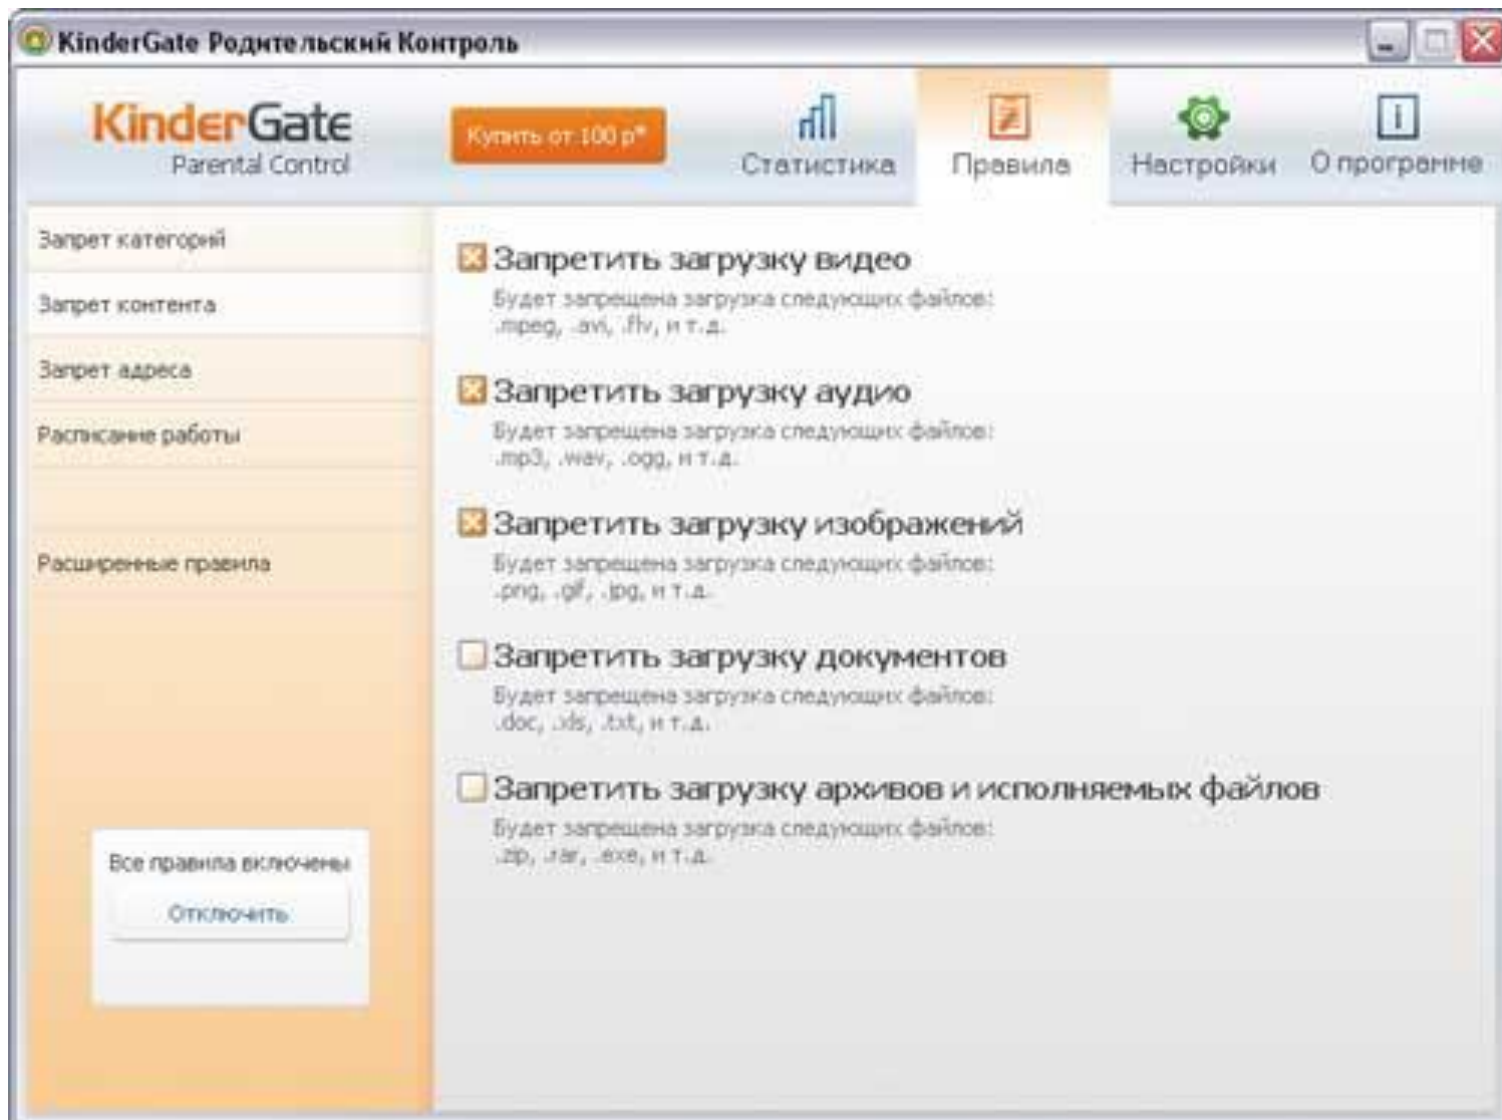 KinderGate Родительский Контроль
KinderGate
Parental Control
Купить от 100 р*
Статистика
Правила
Настройки
О программе
Запрет категорий
Запрет контента
Запрет адреса
Расписание работы
Расширенные правила
Все правила включены
Отключить
Запретить загрузку видео
Будет запрещена загрузка следующих файлов:
.mpeg, .avi, .flv, и т.д.
Запретить загрузку аудио
Будет запрещена загрузка следующих файлов:
.mp3, .wav, .ogg, и т.д.
Запретить загрузку изображений
Будет запрещена загрузка следующих файлов:
.png, .gif, .jpg, и т.д.
Запретить загрузку документов
Будет запрещена загрузка следующих файлов:
.doc, .xls, .txt, и т.д.
Запретить загрузку архивов и исполняемых файлов
Будет запрещена загрузка следующих файлов:
.zip, .rar, .exe, и т.д.